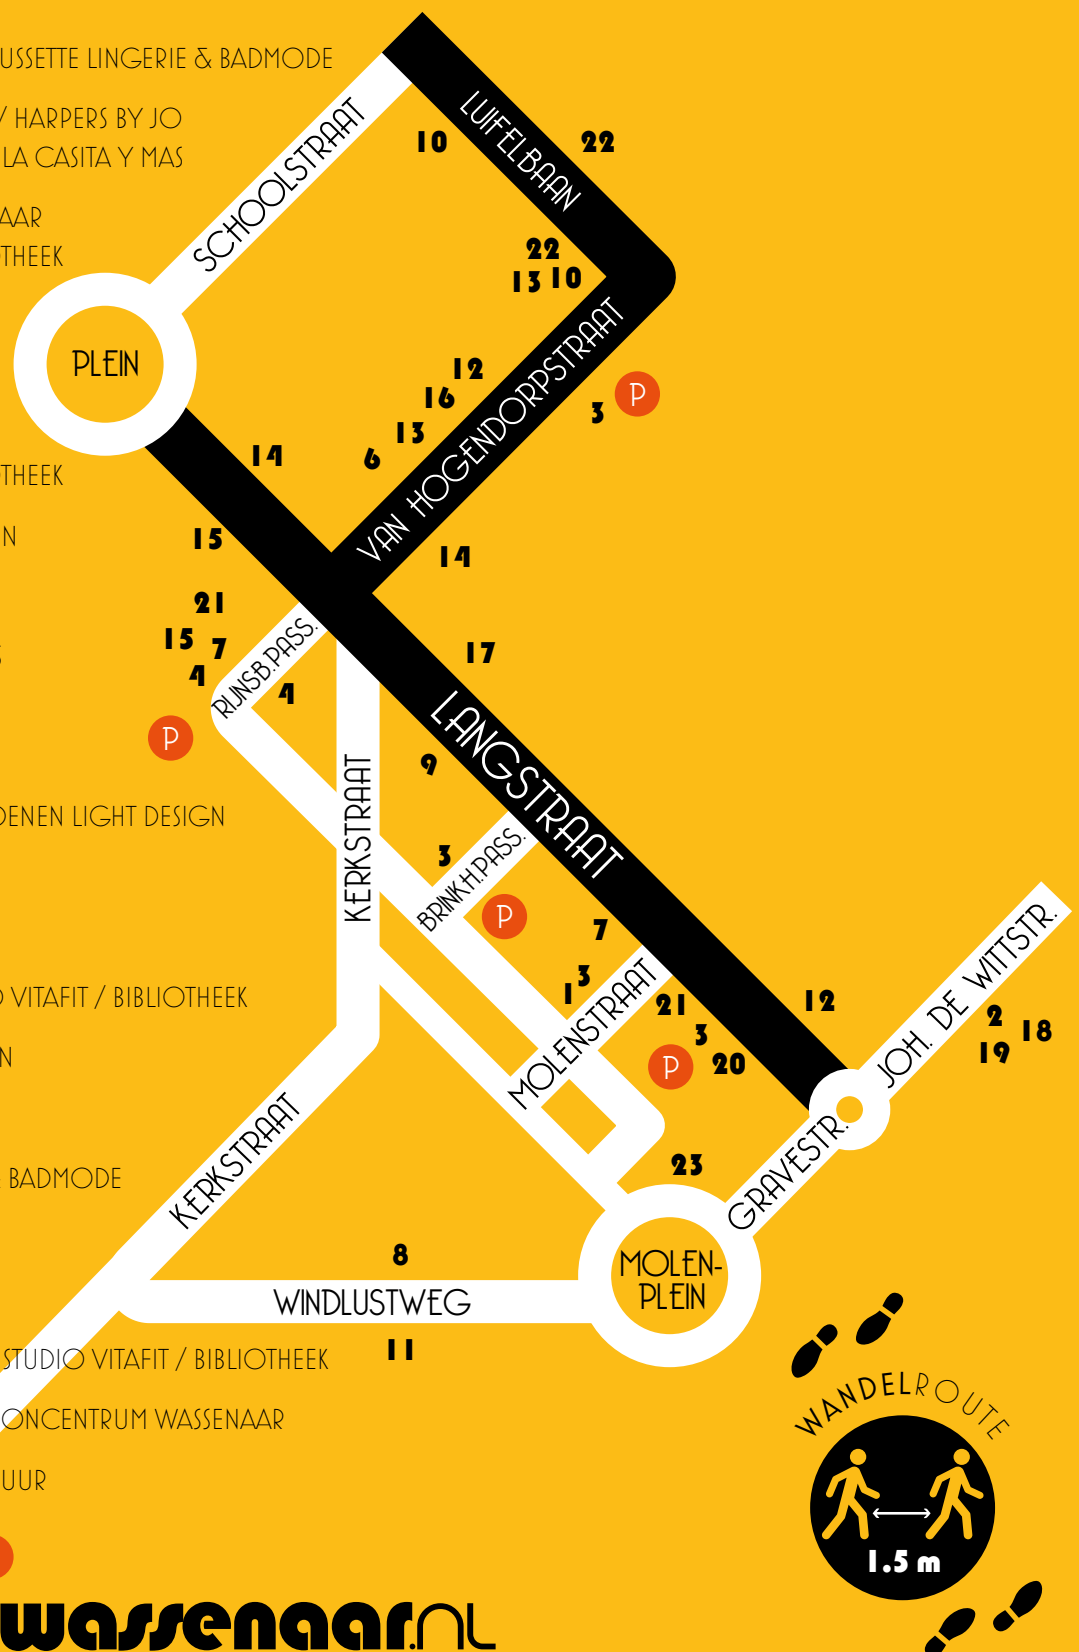 USSETTE LINGERIE & BADMODE
/ HARPERS BY JO
LA CASITA Y MAS
AAR
OTHEEK
SCHOOLSTRAAT
LUIFELBAAN
10
22
22
13 10
PLEIN
12
16
13
6
VAN HOGENDORPSTRAAT
3
P
14
OTHEEK
15
N
14
21
15 7
4
RIJNSB.PASS.
4
17
S
P
LANGSTRAAT
9
KERKSTRAAT
DENEN LIGHT DESIGN
3
BRINKH.PASS.
P
7
3
1
MOLENSTRAAT
21
3
20
P
12
JOH. DE WITTSTR.
2
18
19
O VITAFIT / BIBLIOTHEEK
N
GRAVESTR.
KERKSTRAAT
23
& BADMODE
MOLEN-
PLEIN
8
WINDLUSTWEG
11
STUDIO VITAFIT / BIBLIOTHEEK
ONCENTRUM WASSENAAR
UUR
WANDELROUTE
1.5 m
wassenaar.nl